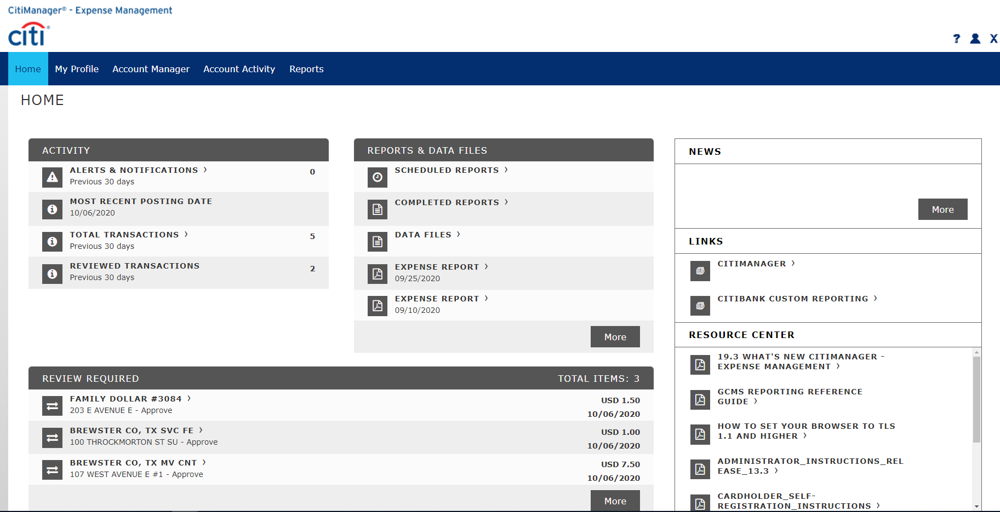 CitiManager® - Expense Management
citi®
? X
Home My Profile Account Manager Account Activity Reports
HOME
ACTIVITY
ALERTS & NOTIFICATIONS › 0
Previous 30 days
MOST RECENT POSTING DATE
10/06/2020
TOTAL TRANSACTIONS › 5
Previous 30 days
REVIEWED TRANSACTIONS 2
Previous 30 days
REPORTS & DATA FILES
SCHEDULED REPORTS ›
COMPLETED REPORTS ›
DATA FILES ›
EXPENSE REPORT ›
09/25/2020
EXPENSE REPORT ›
09/10/2020
More
REVIEW REQUIRED TOTAL ITEMS: 3
FAMILY DOLLAR #3084 › USD 1.50
203 E AVENUE E - Approve 10/06/2020
BREWSTER CO, TX SVC FE › USD 1.00
100 THROCKMORTON ST SU - Approve 10/06/2020
BREWSTER CO, TX MV CNT › USD 7.50
107 WEST AVENUE E #1 - Approve 10/06/2020
More
NEWS
More
LINKS
CITIMANAGER ›
CITIBANK CUSTOM REPORTING ›
RESOURCE CENTER
19.3 WHAT'S NEW CITIMANAGER -
EXPENSE MANAGEMENT ›
GCMS REPORTING REFERENCE
GUIDE ›
HOW TO SET YOUR BROWSER TO TLS
1.1 AND HIGHER ›
ADMINISTRATOR_INSTRUCTIONS_REL
EASE_13.3 ›
CARDHOLDER_SELF-
REGISTRATION_INSTRUCTIONS ›